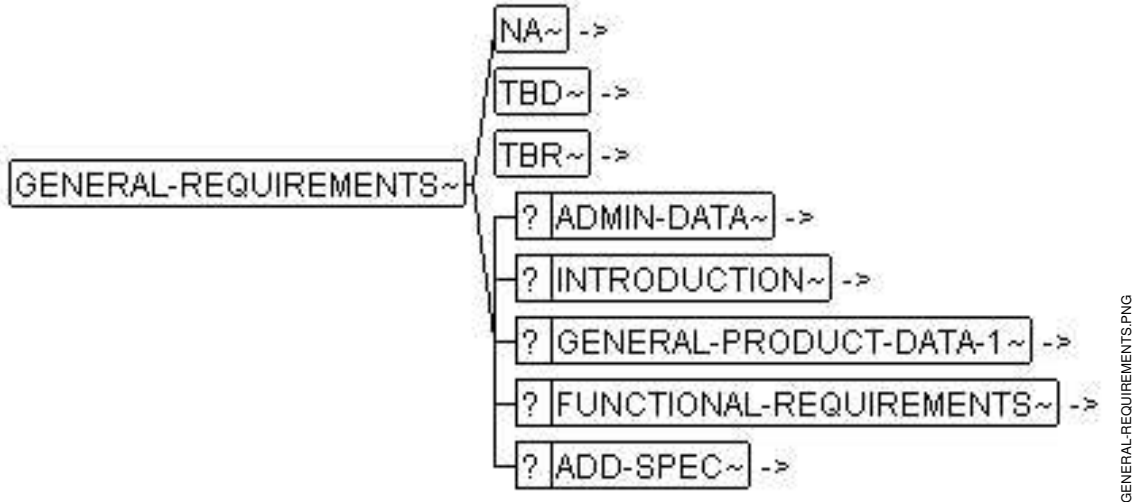 NA~ ->
TBD~ ->
TBR~ ->
GENERAL-REQUIREMENTS~
? ADMIN-DATA~ ->
? INTRODUCTION~ ->
? GENERAL-PRODUCT-DATA-1~ ->
? FUNCTIONAL-REQUIREMENTS~ ->
? ADD-SPEC~ ->
GENERAL-REQUIREMENTS.PNG